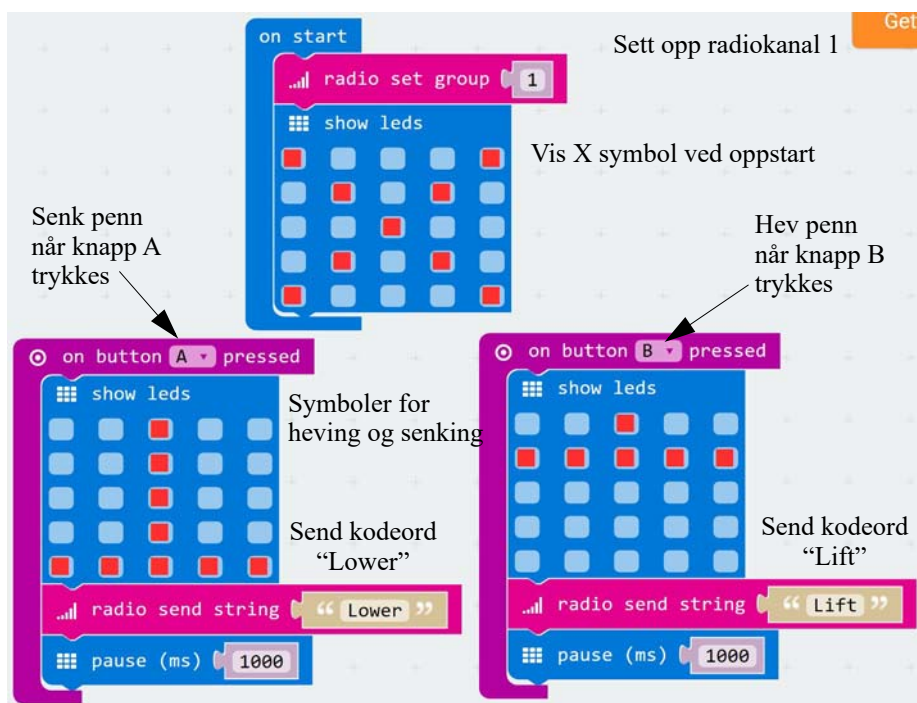 Get
on start
Sett opp radiokanal 1
radio set group 1
show leds
Vis X symbol ved oppstart
Senk penn
når knapp A
trykkes
Hev penn
når knapp B
trykkes
on button A pressed
show leds
Symboler for
heving og senking
Send kodeord
“Lower”
radio send string “ Lower ”
pause (ms) 1000
on button B pressed
show leds
Send kodeord
“Lift”
radio send string “ Lift ”
pause (ms) 1000